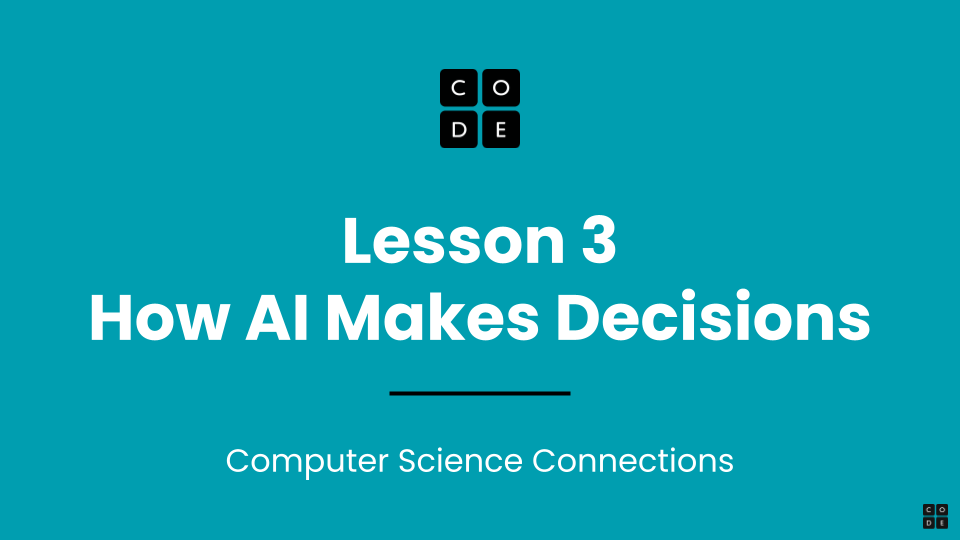 C O
D E
Lesson 3
How AI Makes Decisions
Computer Science Connections
C O
D E